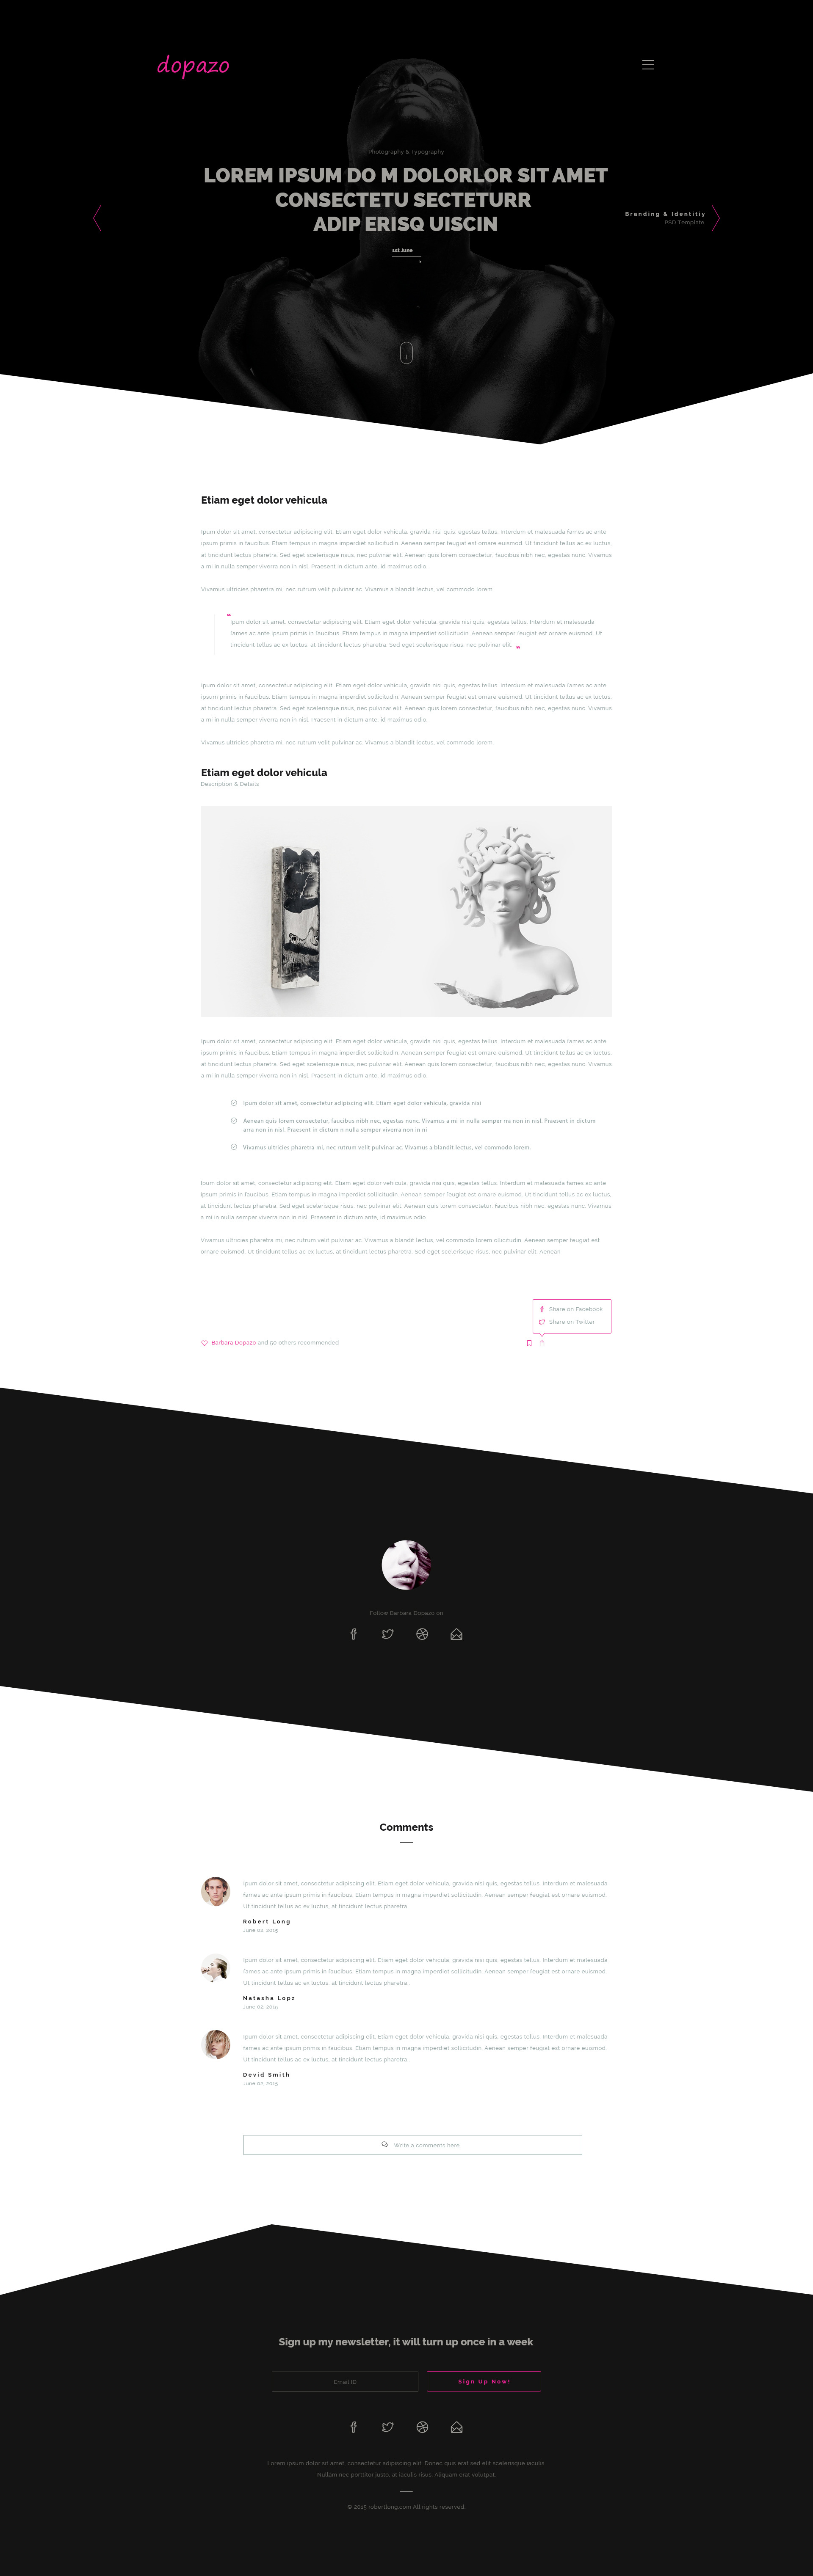 dopazo
Photography & Typography
LOREM IPSUM DO M DOLORLOR SIT AMET
CONSECTETU SECTETURR
ADIP ERISQ UISCIN
Branding & Identitiy
PSD Template
1st June
Etiam eget dolor vehicula
Ipum dolor sit amet, consectetur adipiscing elit. Etiam eget dolor vehicula, gravida nisi quis, egestas tellus. Interdum et malesuada fames ac ante
ipsum primis in faucibus. Etiam tempus in magna imperdiet sollicitudin. Aenean semper feugiat est ornare euismod. Ut tincidunt tellus ac ex luctus,
at tincidunt lectus pharetra. Sed eget scelerisque risus, nec pulvinar elit. Aenean quis lorem consectetur, faucibus nibh nec, egestas nunc. Vivamus
a mi in nulla semper viverra non in nisl. Praesent in dictum ante, id maximus odio.
Vivamus ultricies pharetra mi, nec rutrum velit pulvinar ac. Vivamus a blandit lectus, vel commodo lorem.
Ipum dolor sit amet, consectetur adipiscing elit. Etiam eget dolor vehicula, gravida nisi quis, egestas tellus. Interdum et malesuada
fames ac ante ipsum primis in faucibus. Etiam tempus in magna imperdiet sollicitudin. Aenean semper feugiat est ornare euismod. Ut
tincidunt tellus ac ex luctus, at tincidunt lectus pharetra. Sed eget scelerisque risus, nec pulvinar elit.
Ipum dolor sit amet, consectetur adipiscing elit. Etiam eget dolor vehicula, gravida nisi quis, egestas tellus. Interdum et malesuada fames ac ante
ipsum primis in faucibus. Etiam tempus in magna imperdiet sollicitudin. Aenean semper feugiat est ornare euismod. Ut tincidunt tellus ac ex luctus,
at tincidunt lectus pharetra. Sed eget scelerisque risus, nec pulvinar elit. Aenean quis lorem consectetur, faucibus nibh nec, egestas nunc. Vivamus
a mi in nulla semper viverra non in nisl. Praesent in dictum ante, id maximus odio.
Vivamus ultricies pharetra mi, nec rutrum velit pulvinar ac. Vivamus a blandit lectus, vel commodo lorem.
Etiam eget dolor vehicula
Description & Details
Ipum dolor sit amet, consectetur adipiscing elit. Etiam eget dolor vehicula, gravida nisi quis, egestas tellus. Interdum et malesuada fames ac ante
ipsum primis in faucibus. Etiam tempus in magna imperdiet sollicitudin. Aenean semper feugiat est ornare euismod. Ut tincidunt tellus ac ex luctus,
at tincidunt lectus pharetra. Sed eget scelerisque risus, nec pulvinar elit. Aenean quis lorem consectetur, faucibus nibh nec, egestas nunc. Vivamus
a mi in nulla semper viverra non in nisl. Praesent in dictum ante, id maximus odio.
Ipum dolor sit amet, consectetur adipiscing elit. Etiam eget dolor vehicula, gravida nisi
Aenean quis lorem consectetur, faucibus nibh nec, egestas nunc. Vivamus a mi in nulla semper rra non in nisl. Praesent in dictum
arra non in nisl. Praesent in dictum n nulla semper viverra non in ni
Vivamus ultricies pharetra mi, nec rutrum velit pulvinar ac. Vivamus a blandit lectus, vel commodo lorem.
Ipum dolor sit amet, consectetur adipiscing elit. Etiam eget dolor vehicula, gravida nisi quis, egestas tellus. Interdum et malesuada fames ac ante
ipsum primis in faucibus. Etiam tempus in magna imperdiet sollicitudin. Aenean semper feugiat est ornare euismod. Ut tincidunt tellus ac ex luctus,
at tincidunt lectus pharetra. Sed eget scelerisque risus, nec pulvinar elit. Aenean quis lorem consectetur, faucibus nibh nec, egestas nunc. Vivamus
a mi in nulla semper viverra non in nisl. Praesent in dictum ante, id maximus odio.
Vivamus ultricies pharetra mi, nec rutrum velit pulvinar ac. Vivamus a blandit lectus, vel commodo lorem ollicitudin. Aenean semper feugiat est
ornare euismod. Ut tincidunt tellus ac ex luctus, at tincidunt lectus pharetra. Sed eget scelerisque risus, nec pulvinar elit. Aenean
Share on Facebook
Share on Twitter
Barbara Dopazo and 50 others recommended
Follow Barbara Dopazo on
Comments
Ipum dolor sit amet, consectetur adipiscing elit. Etiam eget dolor vehicula, gravida nisi quis, egestas tellus. Interdum et malesuada
fames ac ante ipsum primis in faucibus. Etiam tempus in magna imperdiet sollicitudin. Aenean semper feugiat est ornare euismod.
Ut tincidunt tellus ac ex luctus, at tincidunt lectus pharetra..
Robert Long
June 02, 2015
Ipum dolor sit amet, consectetur adipiscing elit. Etiam eget dolor vehicula, gravida nisi quis, egestas tellus. Interdum et malesuada
fames ac ante ipsum primis in faucibus. Etiam tempus in magna imperdiet sollicitudin. Aenean semper feugiat est ornare euismod.
Ut tincidunt tellus ac ex luctus, at tincidunt lectus pharetra..
Natasha Lopz
June 02, 2015
Ipum dolor sit amet, consectetur adipiscing elit. Etiam eget dolor vehicula, gravida nisi quis, egestas tellus. Interdum et malesuada
fames ac ante ipsum primis in faucibus. Etiam tempus in magna imperdiet sollicitudin. Aenean semper feugiat est ornare euismod.
Ut tincidunt tellus ac ex luctus, at tincidunt lectus pharetra..
Devid Smith
June 02, 2015
Write a comments here
Sign up my newsletter, it will turn up once in a week
Email ID
Sign Up Now!
Lorem ipsum dolor sit amet, consectetur adipiscing elit. Donec quis erat sed elit scelerisque iaculis.
Nullam nec porttitor justo, at iaculis risus. Aliquam erat volutpat.
© 2015 robertlong.com All rights reserved